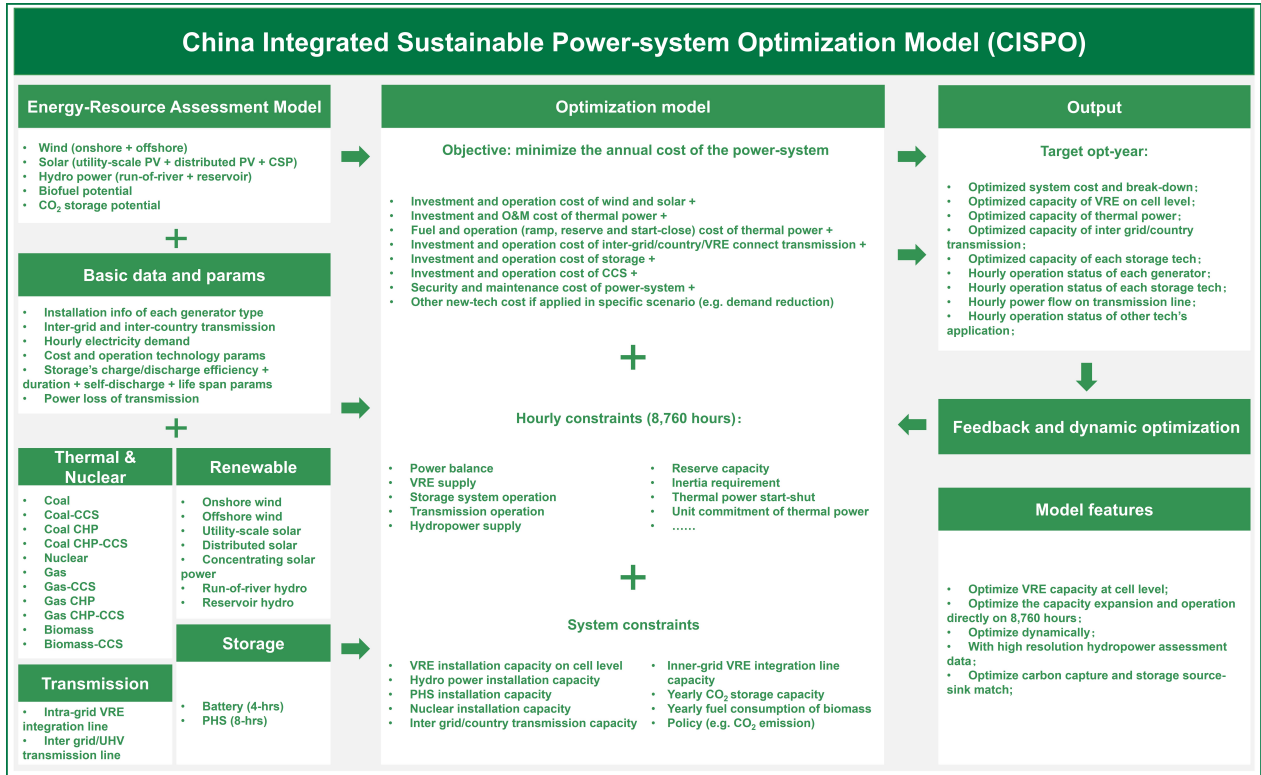 China Integrated Sustainable Power-system Optimization Model (CISPO)
Energy-Resource Assessment Model
• Wind (onshore + offshore)
• Solar (utility-scale PV + distributed PV + CSP)
• Hydro power (run-of-river + reservoir)
• Biofuel potential
• CO2 storage potential
+
Basic data and params
• Installation info of each generator type
• Inter-grid and inter-country transmission
• Hourly electricity demand
• Cost and operation technology params
• Storage's charge/discharge efficiency +
duration + self-discharge + life span params
• Power loss of transmission
+
Thermal &
Nuclear
• Coal
• Coal-CCS
• Coal CHP
• Coal CHP-CCS
• Nuclear
• Gas
• Gas-CCS
• Gas CHP
• Gas CHP-CCS
• Biomass
• Biomass-CCS
Transmission
• Intra-grid VRE
integration line
• Inter grid/UHV
transmission line
Renewable
• Onshore wind
• Offshore wind
• Utility-scale solar
• Distributed solar
• Concentrating solar
power
• Run-of-river hydro
• Reservoir hydro
Storage
• Battery (4-hrs)
• PHS (8-hrs)
Optimization model
Objective: minimize the annual cost of the power-system
• Investment and operation cost of wind and solar +
• Investment and O&M cost of thermal power +
• Fuel and operation (ramp, reserve and start-close) cost of thermal power +
• Investment and operation cost of inter-grid/country/VRE connect transmission +
• Investment and operation cost of storage +
• Investment and operation cost of CCS +
• Security and maintenance cost of power-system +
• Other new-tech cost if applied in specific scenario (e.g. demand reduction)
+
Hourly constraints (8,760 hours)：
• Power balance
• VRE supply
• Storage system operation
• Transmission operation
• Hydropower supply
• Reserve capacity
• Inertia requirement
• Thermal power start-shut
• Unit commitment of thermal power
• ……
+
System constraints
• VRE installation capacity on cell level
• Hydro power installation capacity
• PHS installation capacity
• Nuclear installation capacity
• Inter grid/country transmission capacity
• Inner-grid VRE integration line
capacity
• Yearly CO2 storage capacity
• Yearly fuel consumption of biomass
• Policy (e.g. CO2 emission)
Output
Target opt-year:
• Optimized system cost and break-down；
• Optimized capacity of VRE on cell level；
• Optimized capacity of thermal power；
• Optimized capacity of inter grid/country
transmission；
• Optimized capacity of each storage tech；
• Hourly operation status of each generator；
• Hourly operation status of each storage tech；
• Hourly power flow on transmission line；
• Hourly operation status of other tech's
application；
Feedback and dynamic optimization
Model features
• Optimize VRE capacity at cell level;
• Optimize the capacity expansion and operation
directly on 8,760 hours；
• Optimize dynamically；
• With high resolution hydropower assessment
data；
• Optimize carbon capture and storage source-
sink match;